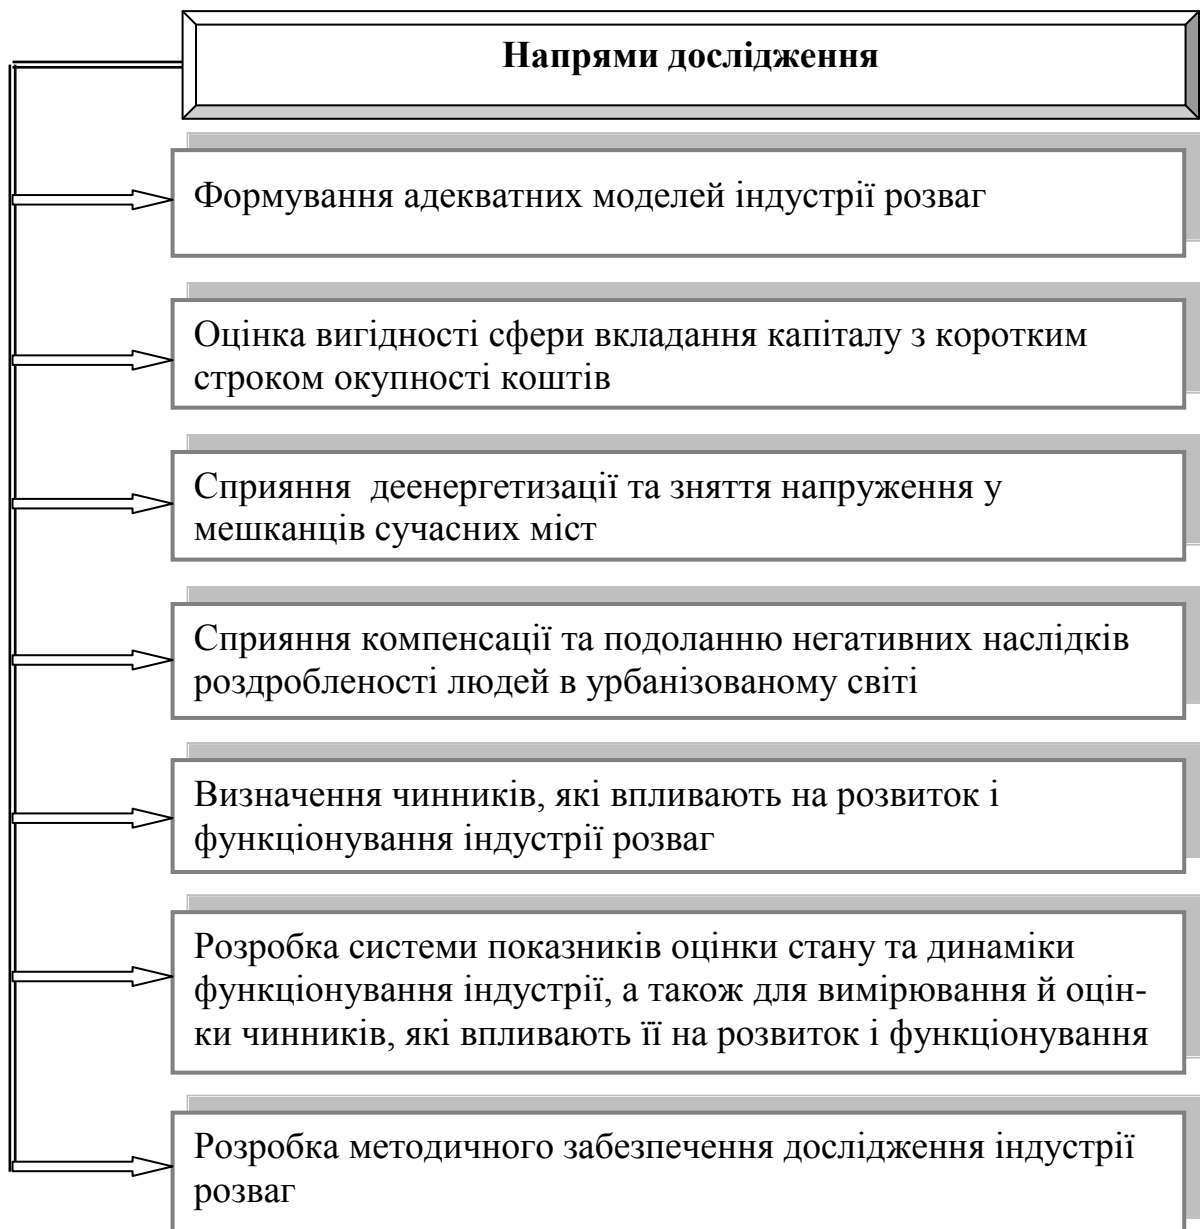 Напрями дослідження
Формування адекватних моделей індустрії розваг
Оцінка вигідності сфери вкладання капіталу з коротким
строком окупності коштів
Сприяння  деенергетизації та зняття напруження у
мешканців сучасних міст
Сприяння компенсації та подоланню негативних наслідків
роздробленості людей в урбанізованому світі
Визначення чинників, які впливають на розвиток і
функціонування індустрії розваг
Розробка системи показників оцінки стану та динаміки
функціонування індустрії, а також для вимірювання й оцін-
ки чинників, які впливають її на розвиток і функціонування
Розробка методичного забезпечення дослідження індустрії
розваг